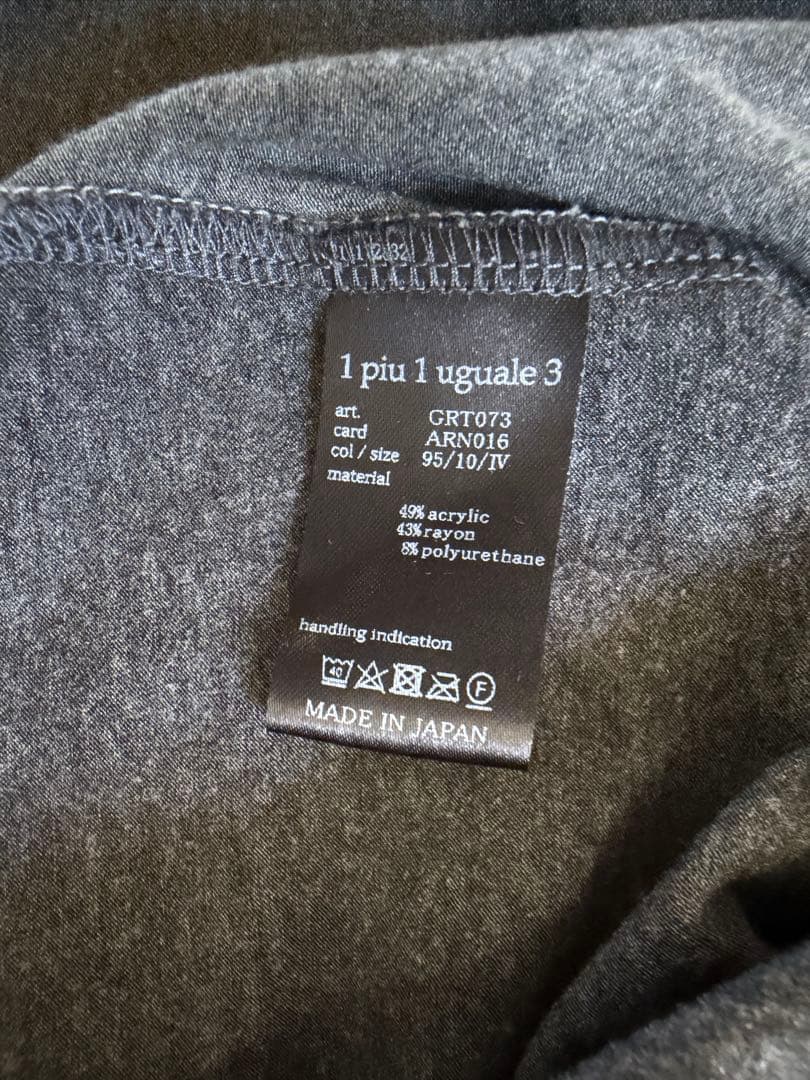 1 piu 1 uguale 3
art. GRT073
card ARN016
col / size 95/10/IV
material
49% acrylic
43% rayon
8% polyurethane
handling indication
40 F
MADE IN JAPAN